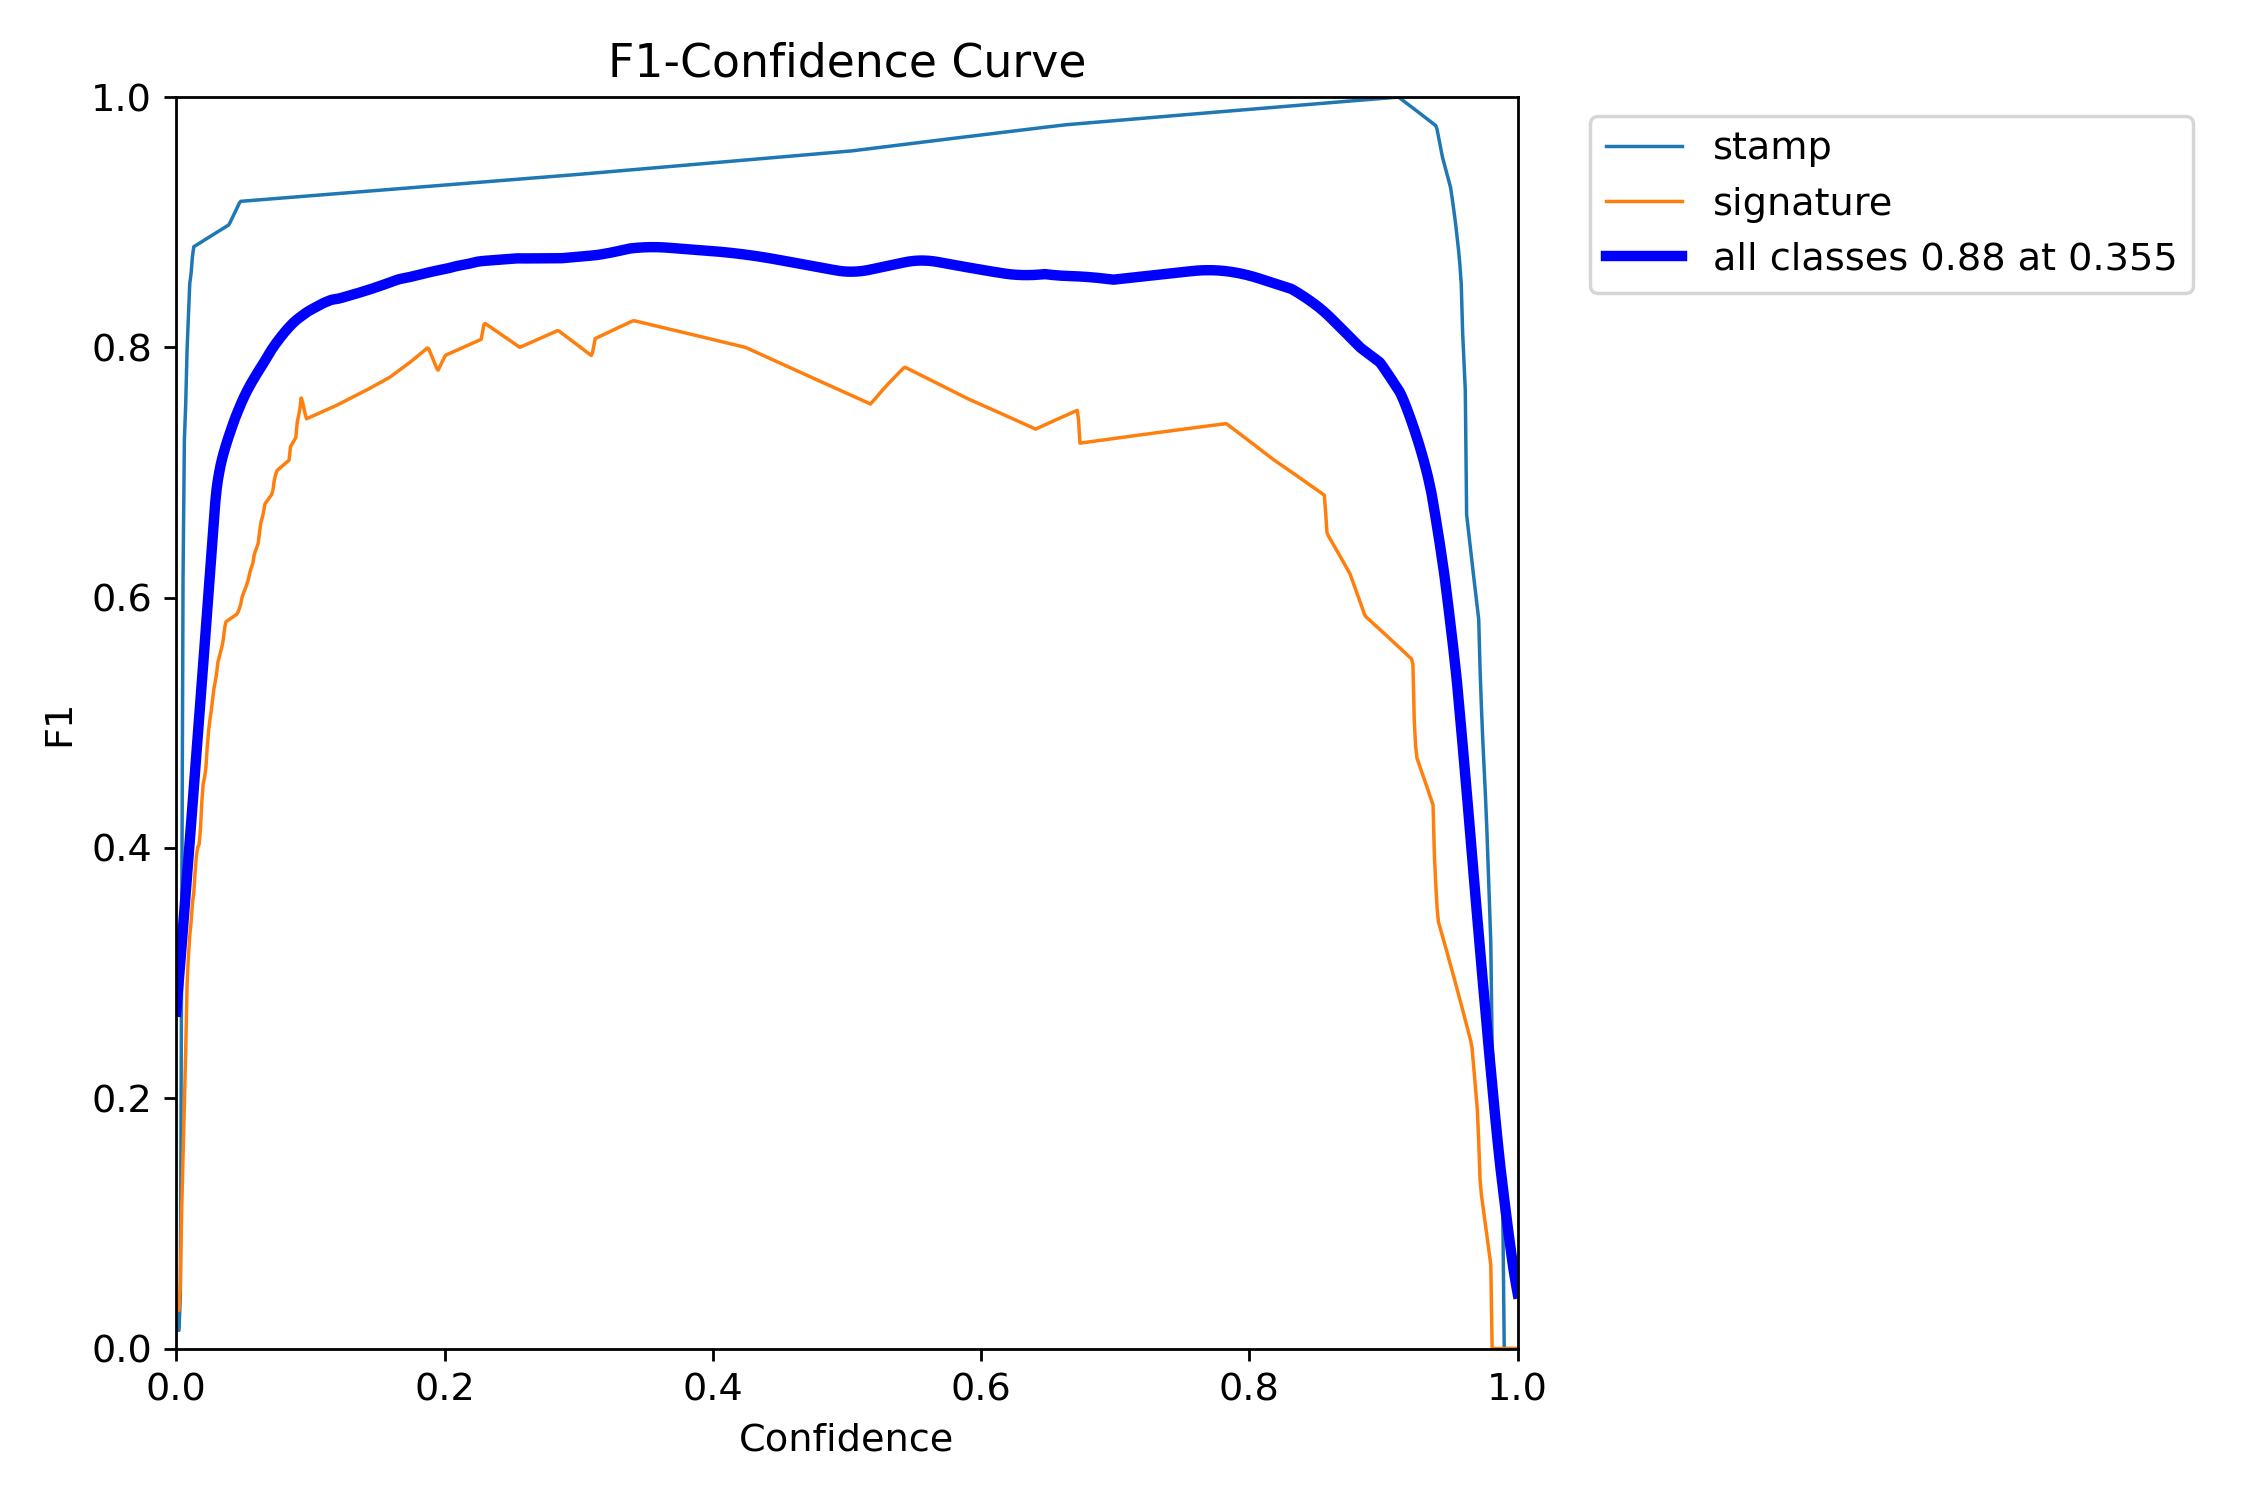 F1-Confidence Curve
1.0
0.8
0.6
0.4
0.2
0.0
F1
0.0 0.2 0.4 0.6 0.8 1.0
Confidence
stamp
signature
all classes 0.88 at 0.355